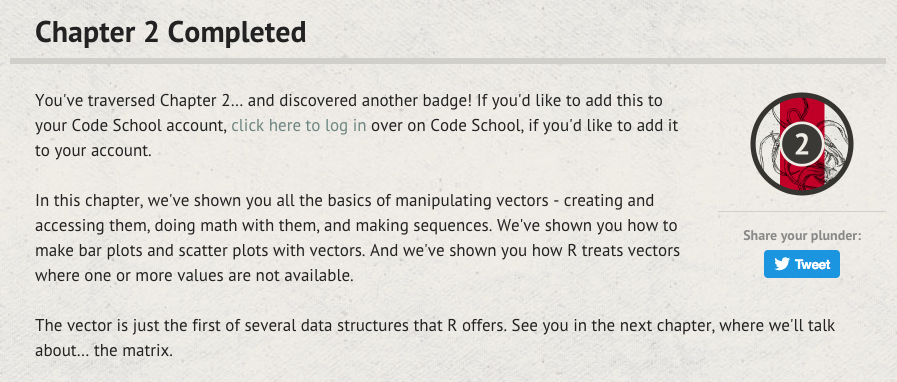 Chapter 2 Completed
You've traversed Chapter 2... and discovered another badge! If you'd like to add this to
your Code School account, click here to log in over on Code School, if you'd like to add it
to your account.
2
In this chapter, we've shown you all the basics of manipulating vectors - creating and
accessing them, doing math with them, and making sequences. We've shown you how to
make bar plots and scatter plots with vectors. And we've shown you how R treats vectors
where one or more values are not available.
Share your plunder:
Tweet
The vector is just the first of several data structures that R offers. See you in the next chapter, where we'll talk
about... the matrix.